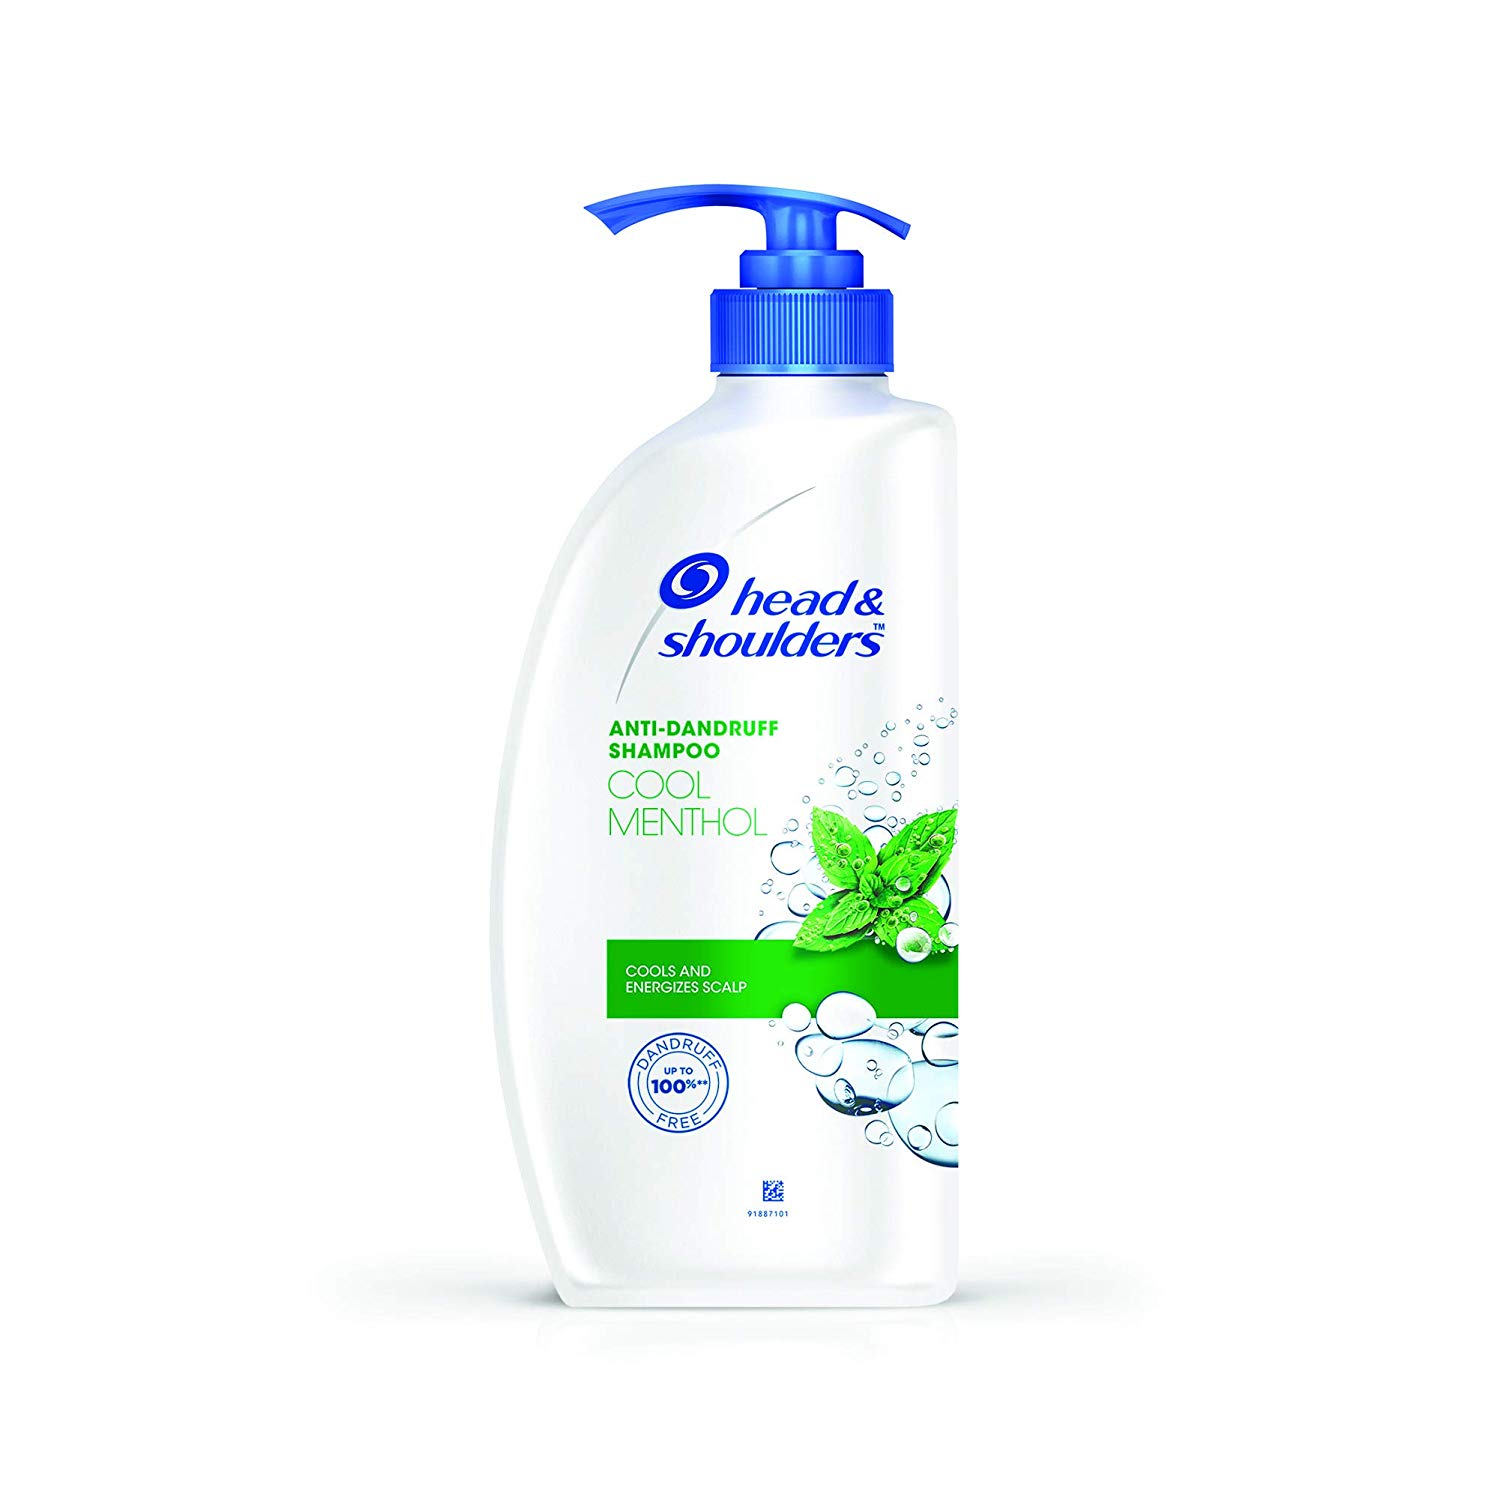 head &
shoulders™
ANTI-DANDRUFF
SHAMPOO
COOL
MENTHOL
COOLS AND
ENERGIZES SCALP
DANDRUFF
UP TO
100%**
FREE
91887101